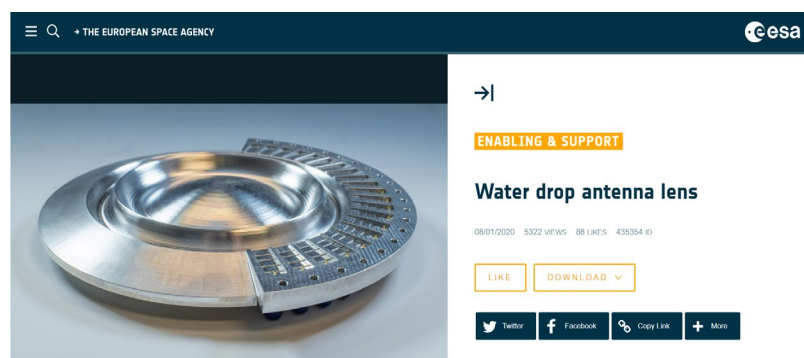 → THE EUROPEAN SPACE AGENCY
esa
ENABLING & SUPPORT
Water drop antenna lens
08/01/2020 5322 VIEWS 88 LIKES 435354 ID
LIKE DOWNLOAD
Twitter Facebook Copy Link More